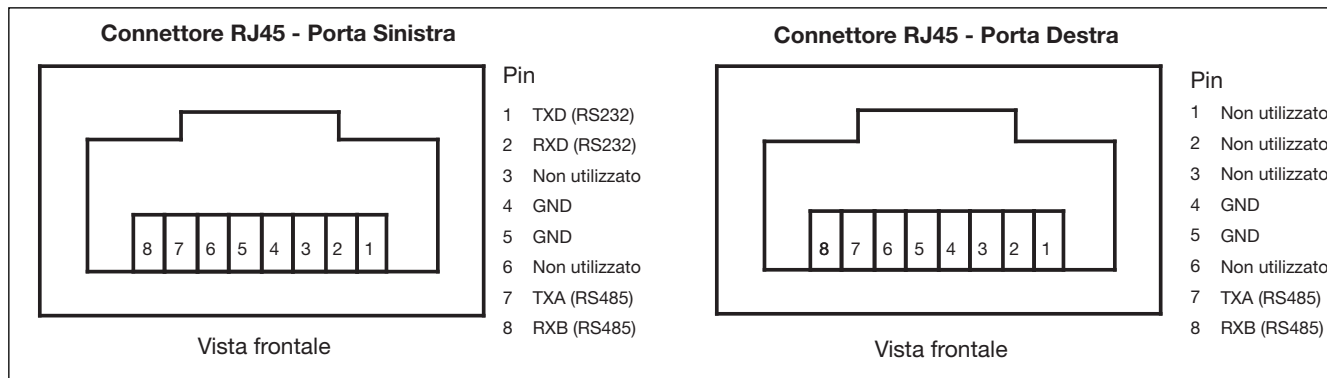 Connettore RJ45 - Porta Sinistra
Pin
1 TXD (RS232)
2 RXD (RS232)
3 Non utilizzato
4 GND
5 GND
6 Non utilizzato
7 TXA (RS485)
8 RXB (RS485)
8 7 6 5 4 3 2 1
Vista frontale
Connettore RJ45 - Porta Destra
Pin
1 Non utilizzato
2 Non utilizzato
3 Non utilizzato
4 GND
5 GND
6 Non utilizzato
7 TXA (RS485)
8 RXB (RS485)
8 7 6 5 4 3 2 1
Vista frontale